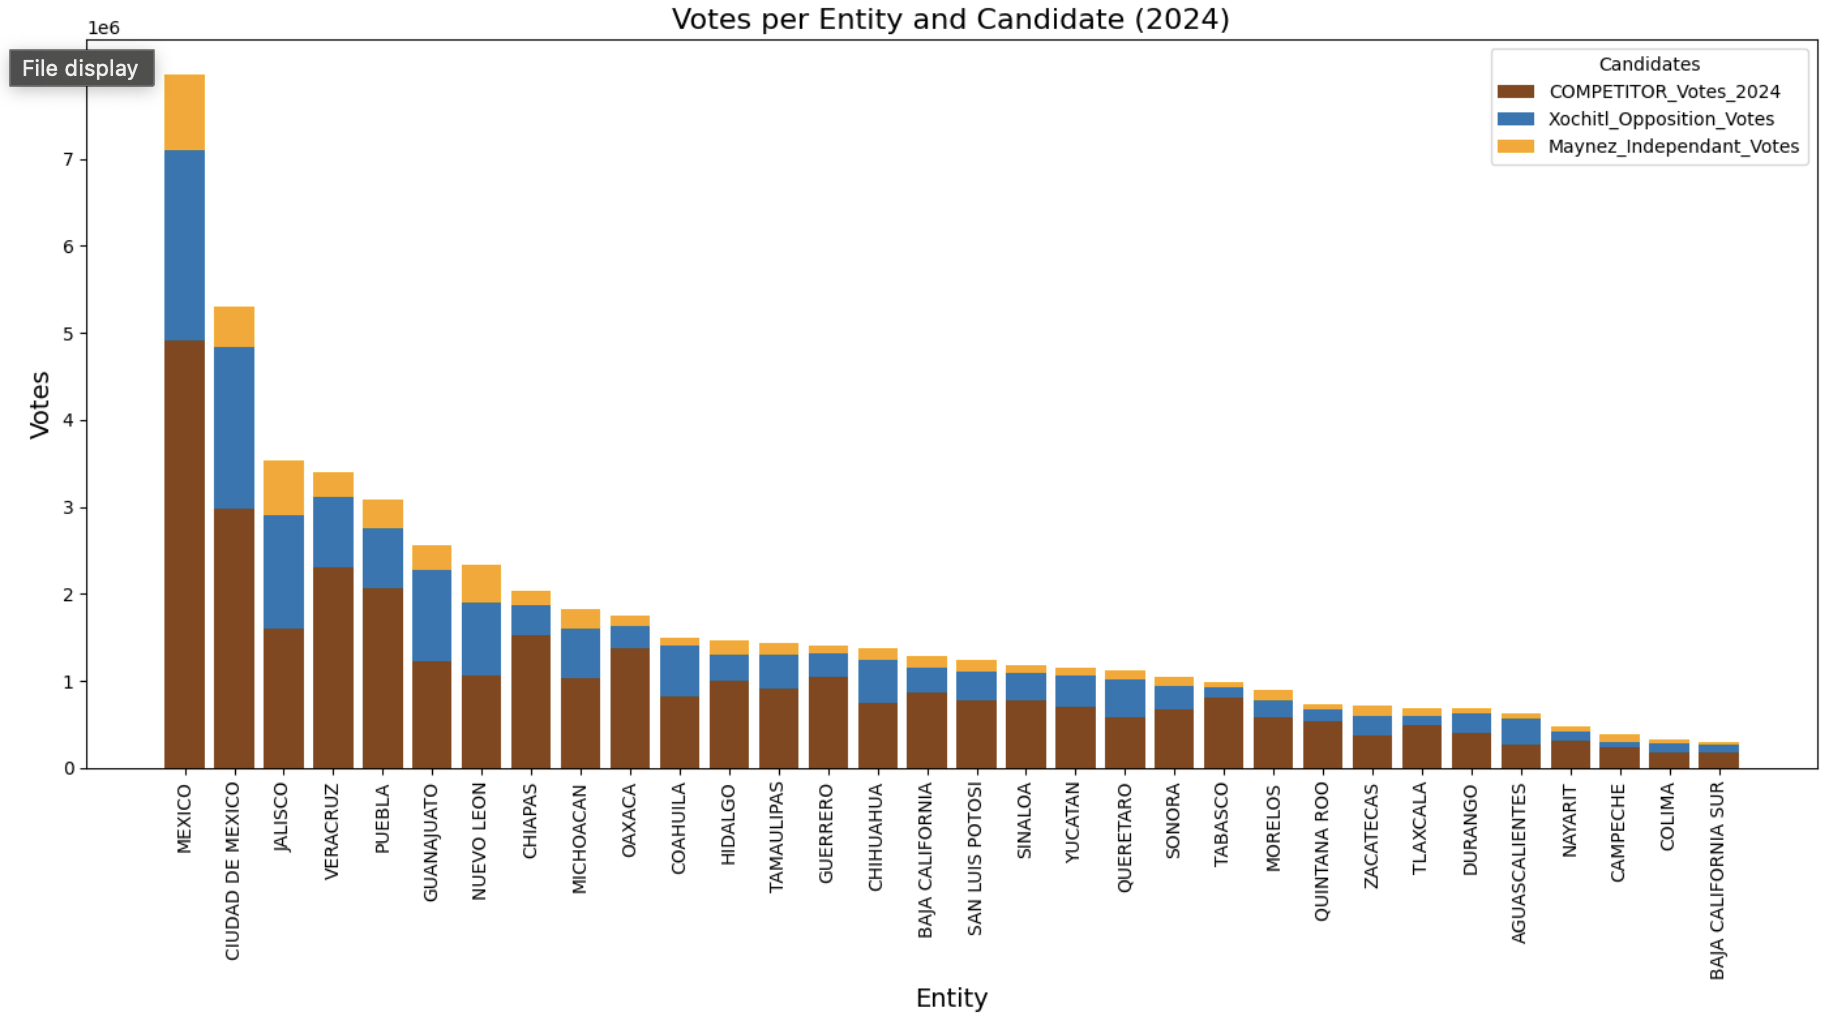 Votes per Entity and Candidate (2024)
1e6
File display
Candidates
COMPETITOR_Votes_2024
Xochitl_Opposition_Votes
Maynez_Independant_Votes
7
6
5
4
3
2
1
0
Votes
MEXICO
CIUDAD DE MEXICO
JALISCO
VERACRUZ
PUEBLA
GUANAJUATO
NUEVO LEON
CHIAPAS
MICHOACAN
OAXACA
COAHUILA
HIDALGO
TAMAULIPAS
GUERRERO
CHIHUAHUA
BAJA CALIFORNIA
SAN LUIS POTOSI
SINALOA
YUCATAN
QUERETARO
SONORA
TABASCO
MORELOS
QUINTANA ROO
ZACATECAS
TLAXCALA
DURANGO
AGUASCALIENTES
NAYARIT
CAMPECHE
COLIMA
BAJA CALIFORNIA SUR
Entity